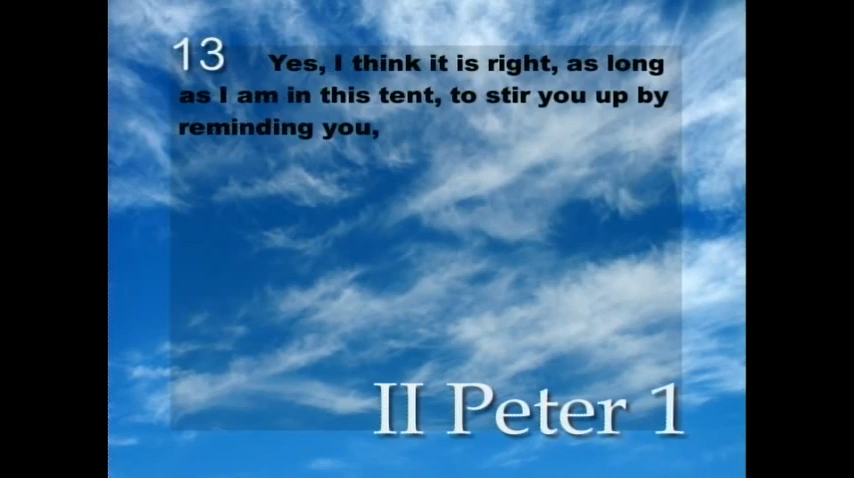 13 Yes, I think it is right, as long
as I am in this tent, to stir you up by
reminding you,
II Peter 1